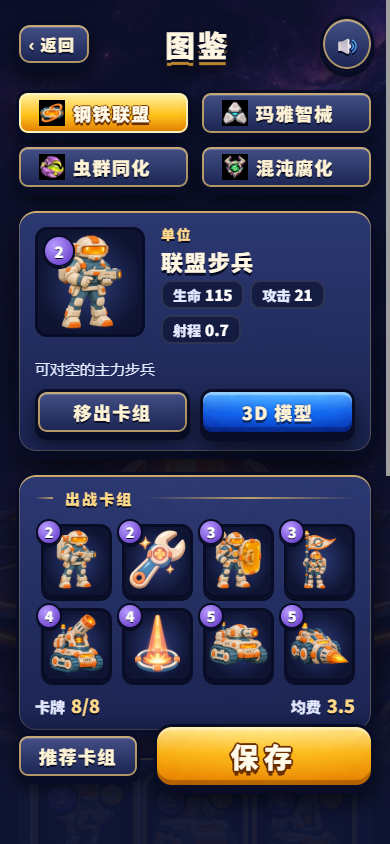 ‹ 返回
图鉴
钢铁联盟
玛雅智械
虫群同化
混沌腐化
2
单位
联盟步兵
生命 115
攻击 21
射程 0.7
可对空的主力步兵
移出卡组
3D 模型
出战卡组
2
2
3
3
4
4
5
5
卡牌 8/8
均费 3.5
推荐卡组
保存